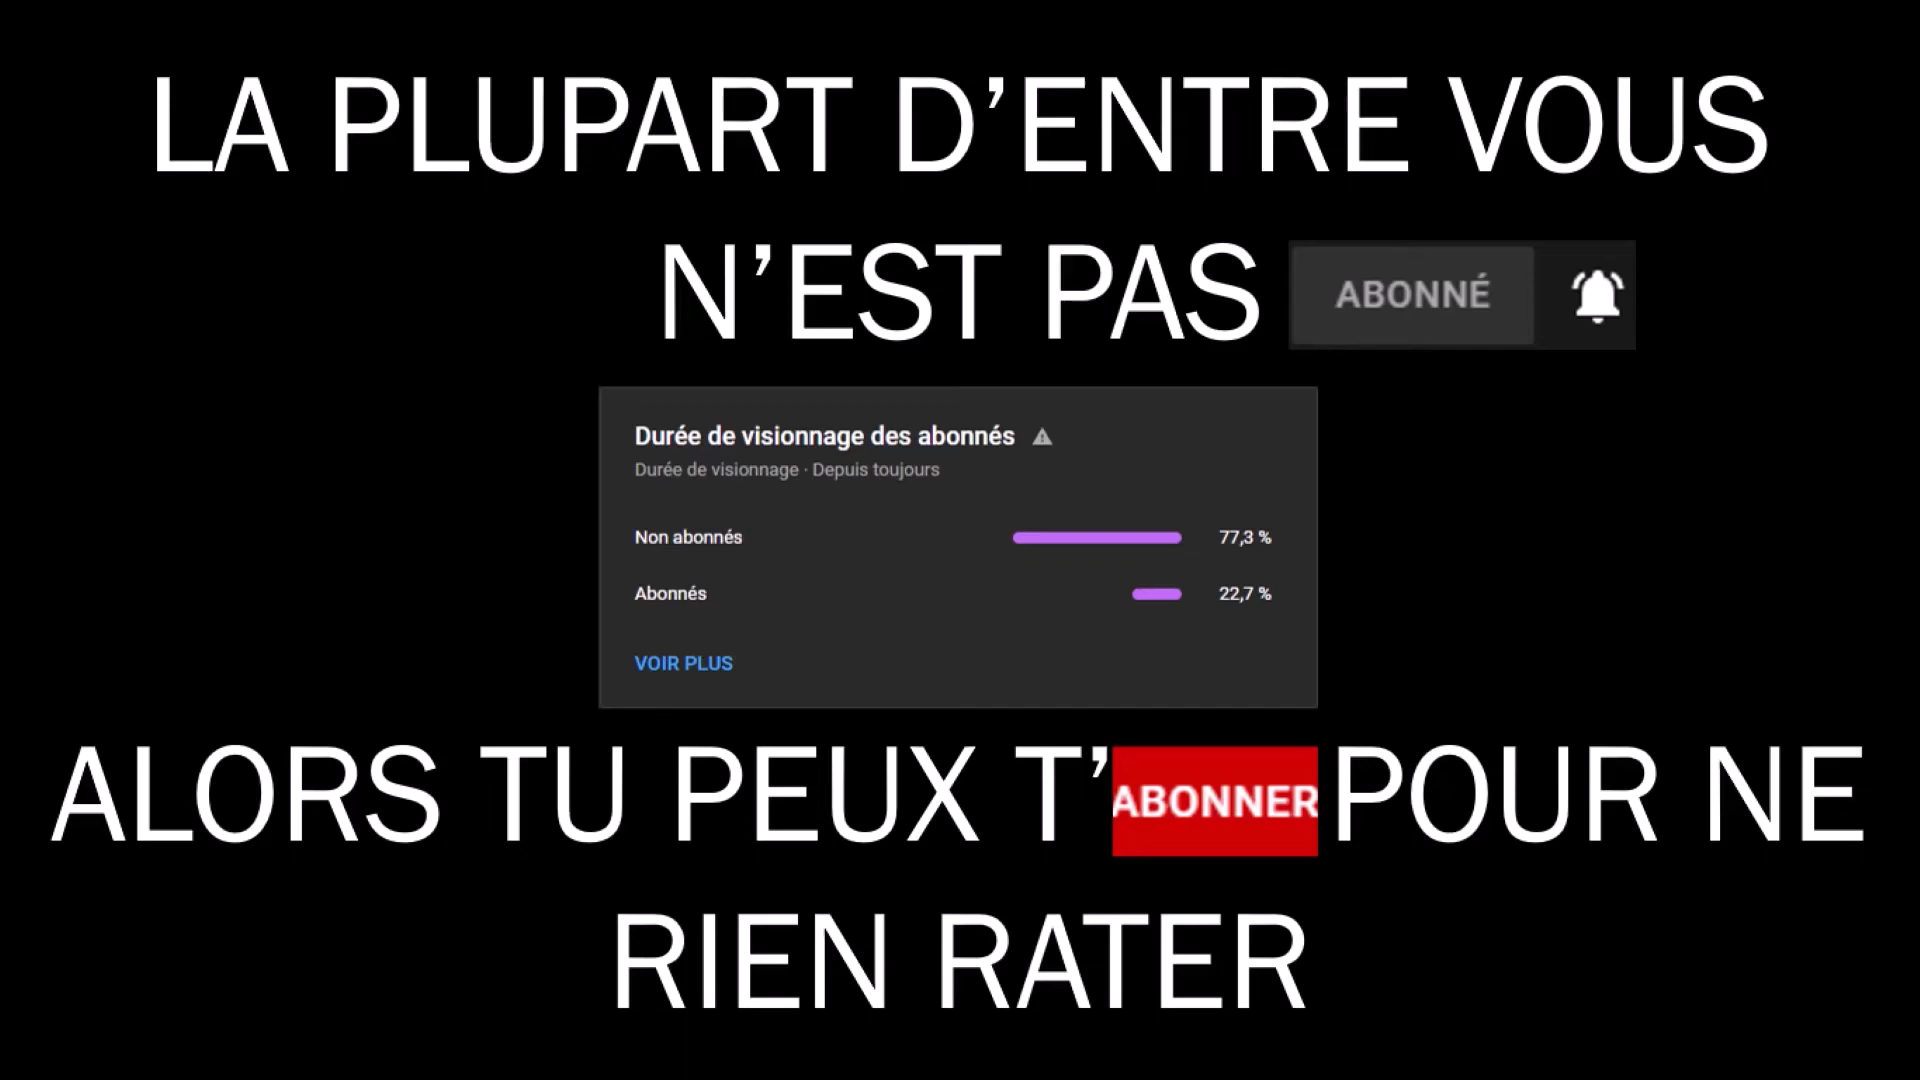 LA PLUPART D’ENTRE VOUS
N’EST PAS ABONNÉ
Durée de visionnage des abonnés
Durée de visionnage · Depuis toujours
Non abonnés 77,3 %
Abonnés 22,7 %
VOIR PLUS
ALORS TU PEUX T’ABONNER POUR NE
RIEN RATER